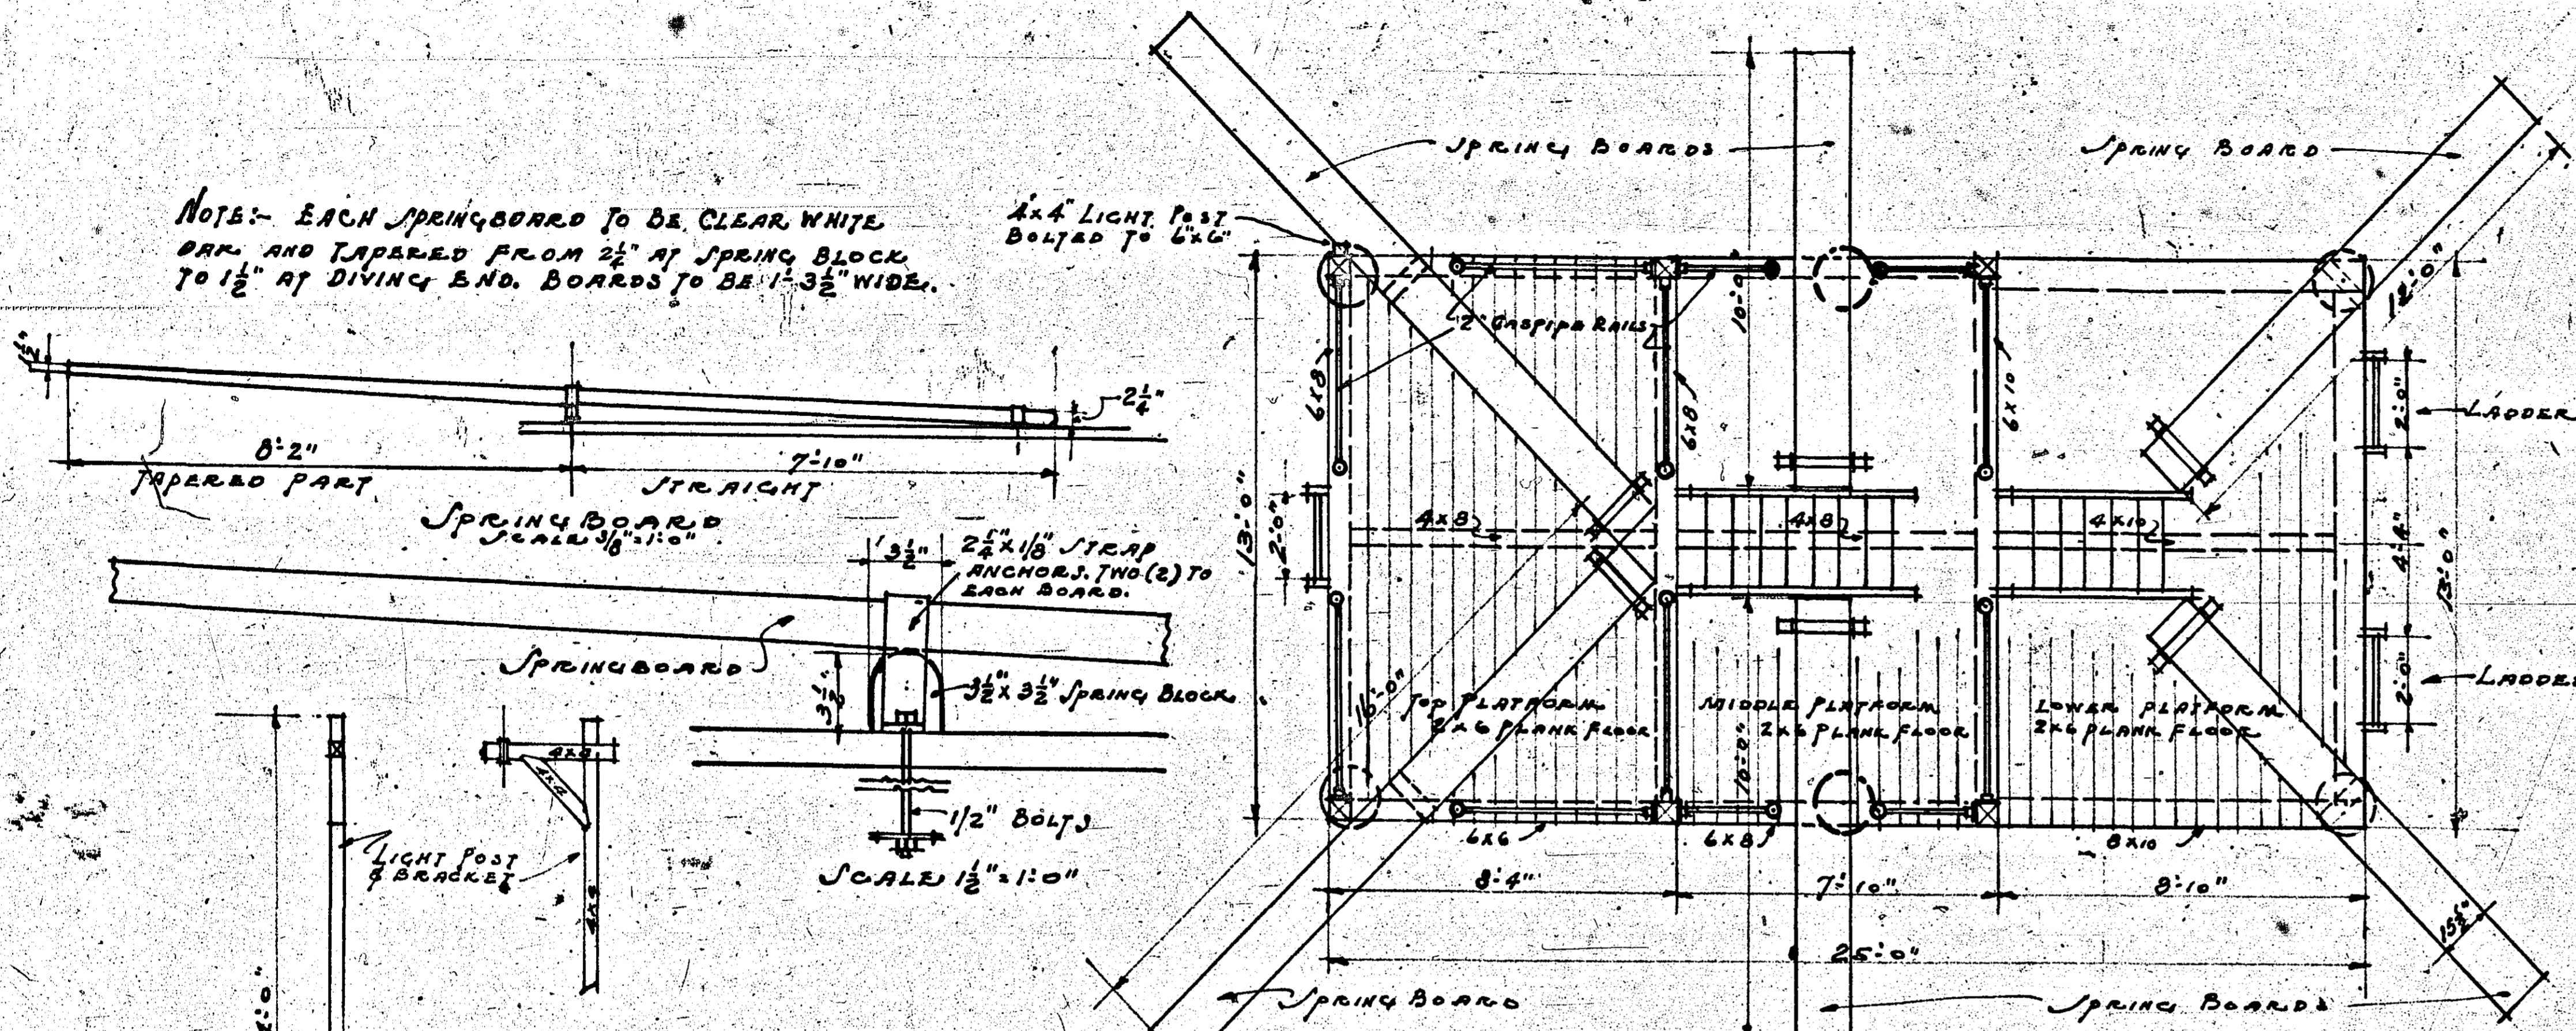 NOTE:- EACH SPRINGBOARD TO BE CLEAR WHITE
OAK AND TAPERED FROM 2¼" AT SPRING BLOCK
TO 1½" AT DIVING END. BOARDS TO BE 1'-3½" WIDE.
2¼"
8'-2"
TAPERED PART
7'-10"
STRAIGHT
SPRINGBOARD
SCALE 3/8"=1'-0"
3½"
2¼" x 1/8" STRAP
ANCHORS. TWO (2) TO
EACH BOARD.
SPRINGBOARD
3½"
3½" x 3½" SPRING BLOCK
1/2" BOLTS
SCALE 1½"=1'-0"
4x4
LIGHT POST
& BRACKET
SPRING BOARDS
SPRING BOARD
4"x4" LIGHT POST
BOLTED TO 6"x6"
12'-0"
10'-0"
2" GASPIPE RAILS
6x8
6x8
6x10
2'-0"
LADDER
13'-0"
2'-0"
4x8
4x8
4x10
4'-4"
13'-0"
16'-0"
TOP PLATFORM
2x6 PLANK FLOOR
MIDDLE PLATFORM
2x6 PLANK FLOOR
LOWER PLATFORM
2x6 PLANK FLOOR
2'-0"
LADDER
10'-0"
6x6
6x8
8x10
8'-4"
7'-10"
8'-10"
15½"
25'-0"
SPRING BOARD
SPRING BOARDS